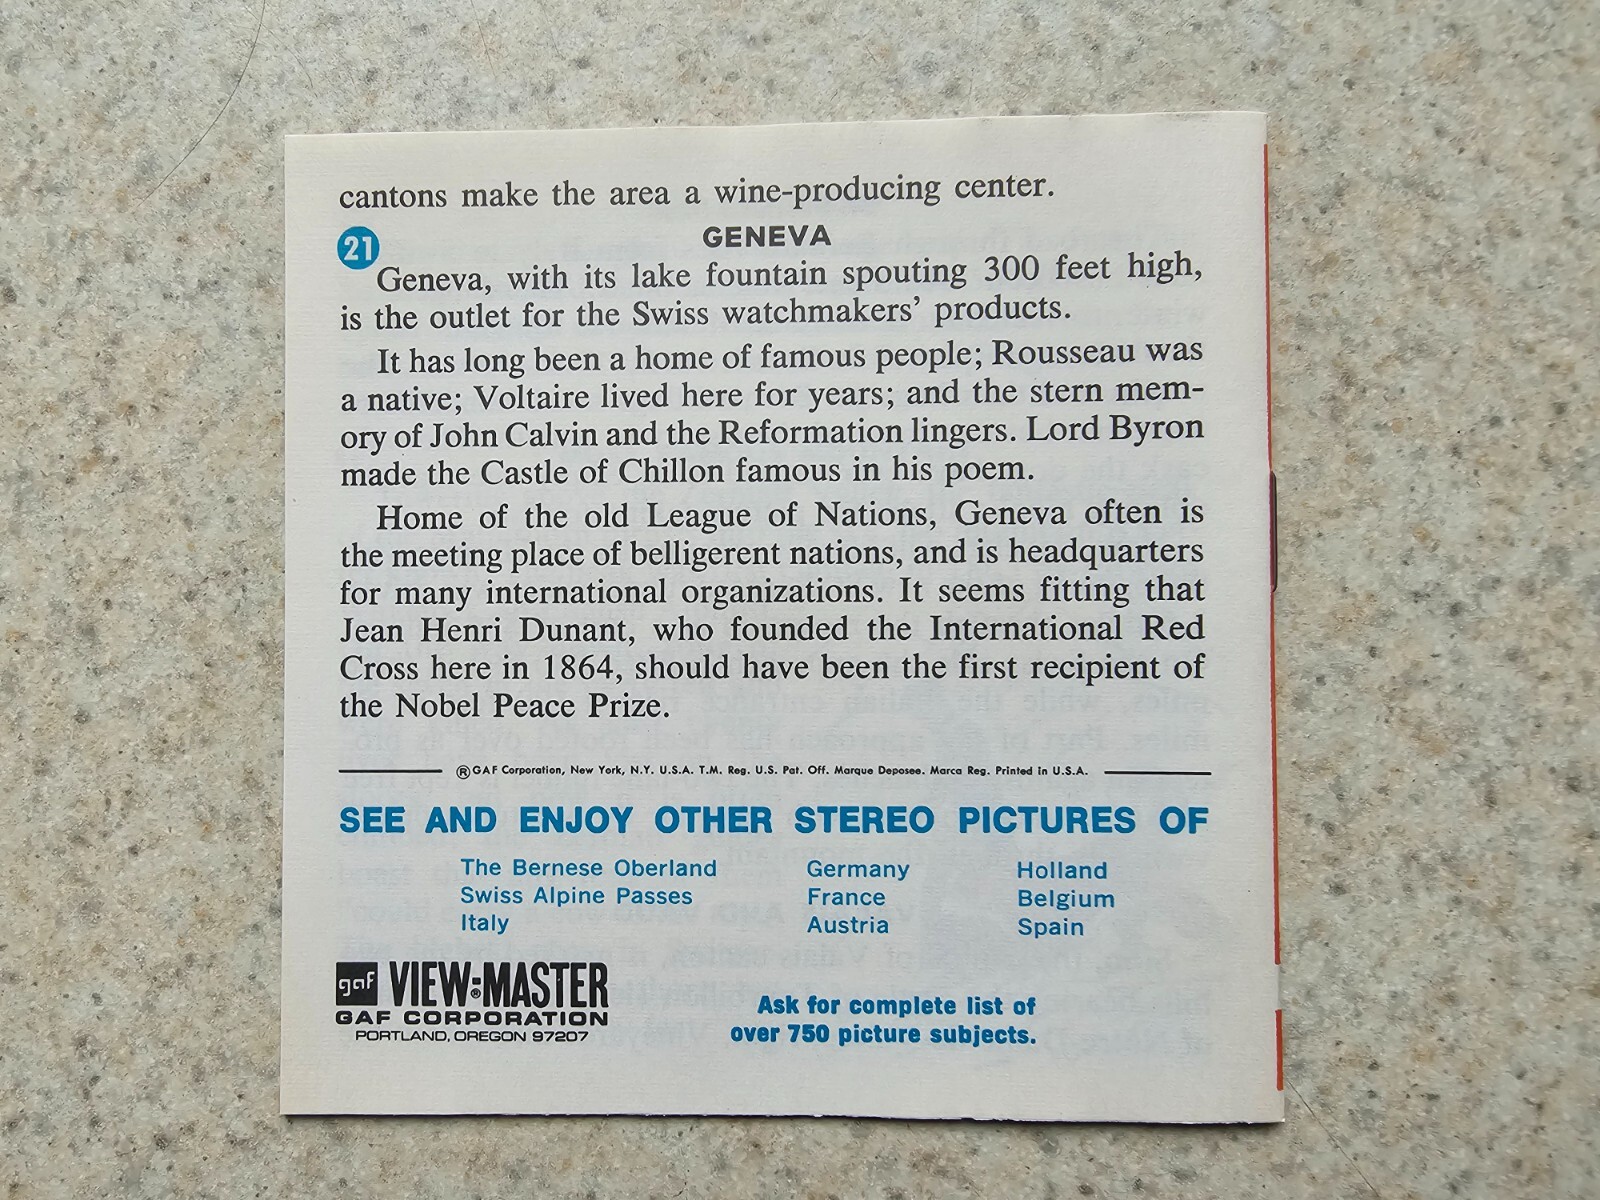 cantons make the area a wine-producing center.
21
GENEVA
Geneva, with its lake fountain spouting 300 feet high,
is the outlet for the Swiss watchmakers' products.
It has long been a home of famous people; Rousseau was
a native; Voltaire lived here for years; and the stern mem-
ory of John Calvin and the Reformation lingers. Lord Byron
made the Castle of Chillon famous in his poem.
Home of the old League of Nations, Geneva often is
the meeting place of belligerent nations, and is headquarters
for many international organizations. It seems fitting that
Jean Henri Dunant, who founded the International Red
Cross here in 1864, should have been the first recipient of
the Nobel Peace Prize.
® GAF Corporation, New York, N.Y. U.S.A. T.M. Reg. U.S. Pat. Off. Marque Deposee. Marca Reg. Printed in U.S.A.
SEE AND ENJOY OTHER STEREO PICTURES OF
The Bernese Oberland Germany Holland
Swiss Alpine Passes France Belgium
Italy Austria Spain
gaf VIEW-MASTER®
GAF CORPORATION
PORTLAND, OREGON 97207
Ask for complete list of
over 750 picture subjects.